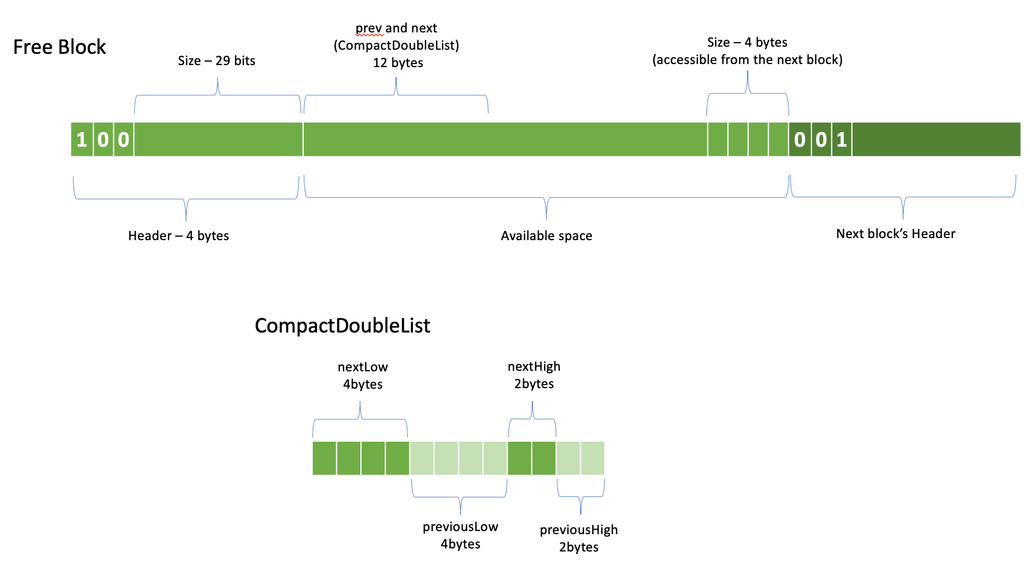 Free Block
prev and next
(CompactDoubleList)
12 bytes
Size – 29 bits
Size – 4 bytes
(accessible from the next block)
1 0 0
0 0 1
Header – 4 bytes
Available space
Next block’s Header
CompactDoubleList
nextLow
4bytes
nextHigh
2bytes
previousLow
4bytes
previousHigh
2bytes